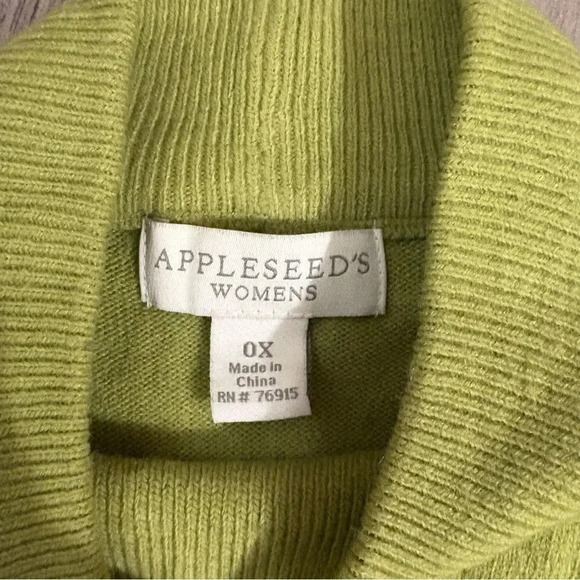 APPLESEED'S
WOMENS
0X
Made in
China
RN# 76915